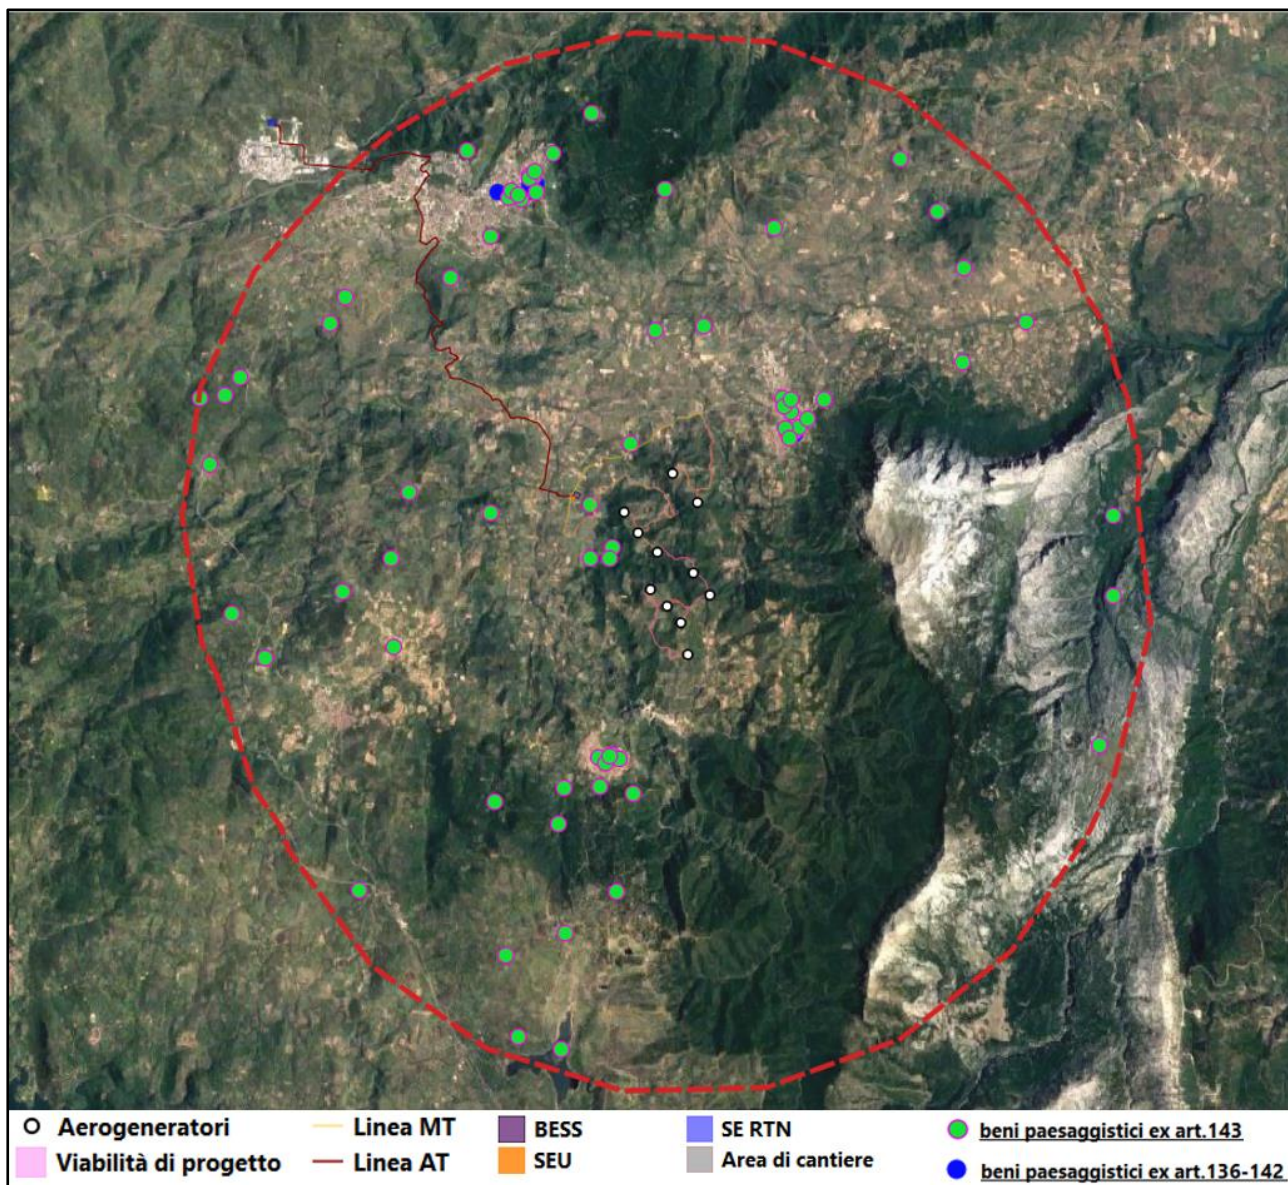 Aerogeneratori
Linea MT
BESS
SE RTN
beni paesaggistici ex art.143
Viabilità di progetto
Linea AT
SEU
Area di cantiere
beni paesaggistici ex art.136-142